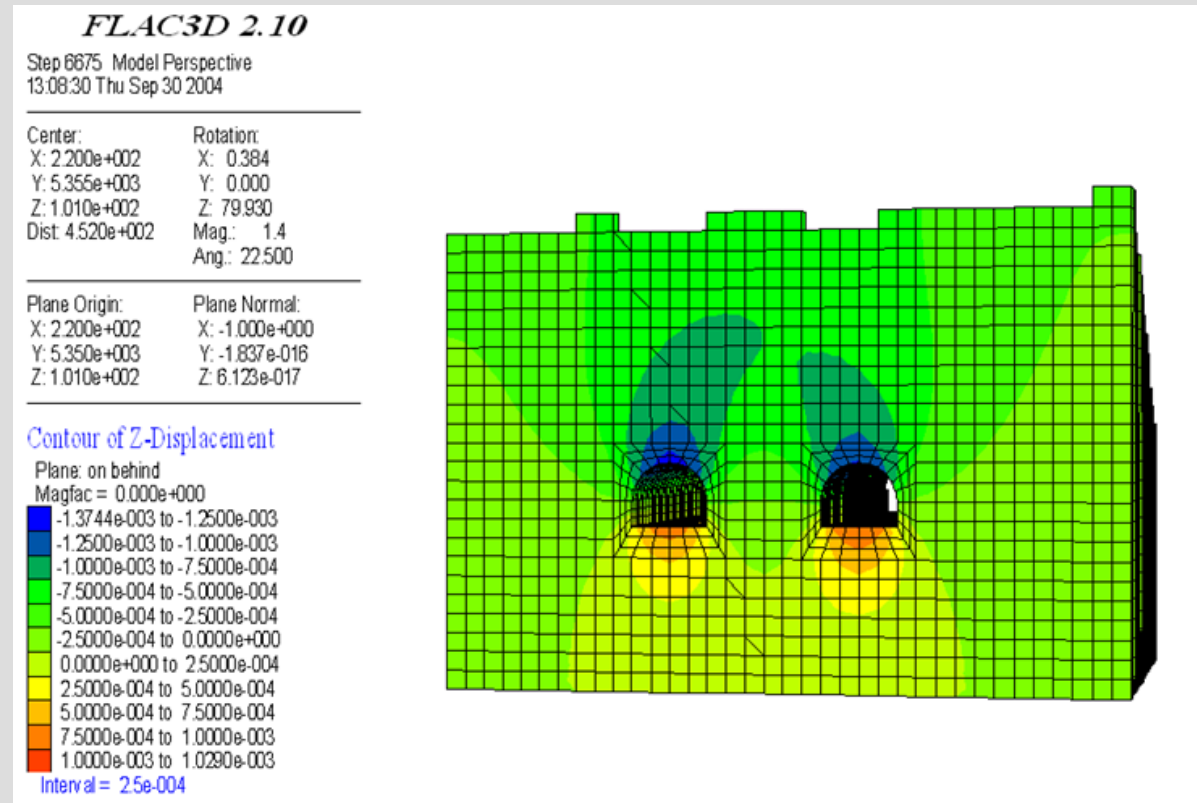 FLAC3D 2.10
Step 6675 Model Perspective
13:08:30 Thu Sep 30 2004
Center: Rotation:
X: 2.200e+002 X: 0.384
Y: 5.355e+003 Y: 0.000
Z: 1.010e+002 Z: 79.930
Dist: 4.520e+002 Mag.: 1.4
Ang.: 22.500
Plane Origin: Plane Normal:
X: 2.200e+002 X: -1.000e+000
Y: 5.350e+003 Y: -1.837e-016
Z: 1.010e+002 Z: 6.123e-017
Contour of Z-Displacement
Plane: on behind
Magfac = 0.000e+000
-1.3744e-003 to -1.2500e-003
-1.2500e-003 to -1.0000e-003
-1.0000e-003 to -7.5000e-004
-7.5000e-004 to -5.0000e-004
-5.0000e-004 to -2.5000e-004
-2.5000e-004 to 0.0000e+000
0.0000e+000 to 2.5000e-004
2.5000e-004 to 5.0000e-004
5.0000e-004 to 7.5000e-004
7.5000e-004 to 1.0000e-003
1.0000e-003 to 1.0290e-003
Interval = 2.5e-004